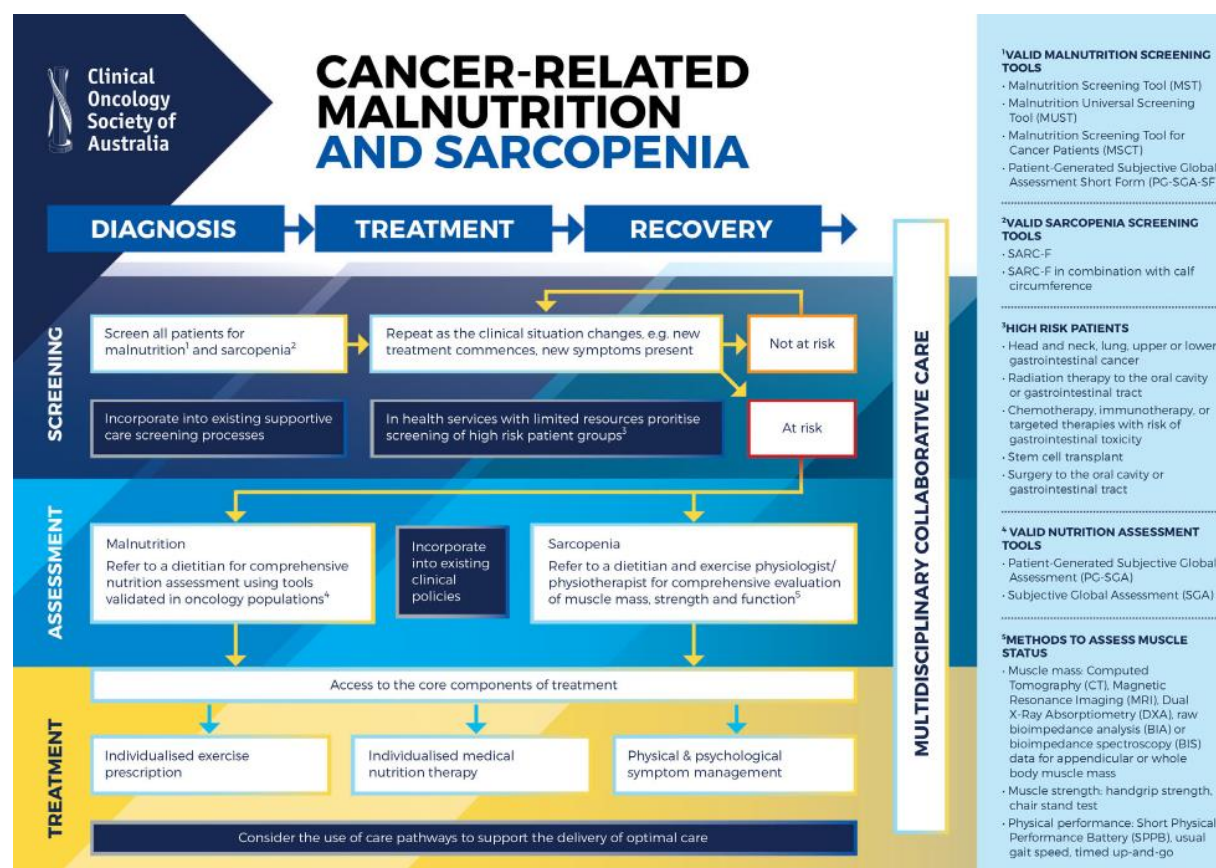 Clinical
Oncology
Society of
Australia
CANCER-RELATED
MALNUTRITION
AND SARCOPENIA
DIAGNOSIS
TREATMENT
RECOVERY
SCREENING
Screen all patients for
malnutrition¹ and sarcopenia²
Repeat as the clinical situation changes, e.g. new
treatment commences, new symptoms present
Not at risk
Incorporate into existing supportive
care screening processes
In health services with limited resources prioritise
screening of high risk patient groups³
At risk
ASSESSMENT
Malnutrition
Refer to a dietitian for comprehensive
nutrition assessment using tools
validated in oncology populations⁴
Incorporate
into existing
clinical
policies
Sarcopenia
Refer to a dietitian and exercise physiologist/
physiotherapist for comprehensive evaluation
of muscle mass, strength and function⁵
TREATMENT
Access to the core components of treatment
Individualised exercise
prescription
Individualised medical
nutrition therapy
Physical & psychological
symptom management
Consider the use of care pathways to support the delivery of optimal care
MULTIDISCIPLINARY COLLABORATIVE CARE
¹VALID MALNUTRITION SCREENING
TOOLS
· Malnutrition Screening Tool (MST)
· Malnutrition Universal Screening
Tool (MUST)
· Malnutrition Screening Tool for
Cancer Patients (MSCT)
· Patient-Generated Subjective Global
Assessment Short Form (PG-SGA-SF
²VALID SARCOPENIA SCREENING
TOOLS
· SARC-F
· SARC-F in combination with calf
circumference
³HIGH RISK PATIENTS
· Head and neck, lung, upper or lower
gastrointestinal cancer
· Radiation therapy to the oral cavity
or gastrointestinal tract
· Chemotherapy, immunotherapy, or
targeted therapies with risk of
gastrointestinal toxicity
· Stem cell transplant
· Surgery to the oral cavity or
gastrointestinal tract
⁴ VALID NUTRITION ASSESSMENT
TOOLS
· Patient-Generated Subjective Global
Assessment (PG-SGA)
· Subjective Global Assessment (SGA)
⁵METHODS TO ASSESS MUSCLE
STATUS
· Muscle mass: Computed
Tomography (CT), Magnetic
Resonance Imaging (MRI), Dual
X-Ray Absorptiometry (DXA), raw
bioimpedance analysis (BIA) or
bioimpedance spectroscopy (BIS)
data for appendicular or whole
body muscle mass
· Muscle strength: handgrip strength,
chair stand test
· Physical performance: Short Physical
Performance Battery (SPPB), usual
gait speed, timed up-and-go